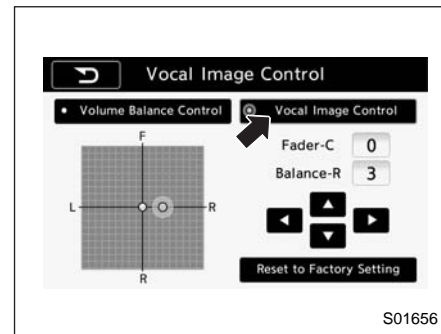 Vocal Image Control
Volume Balance Control
Vocal Image Control
F
L
R
R
Fader-C 0
Balance-R 3
Reset to Factory Setting
S01656